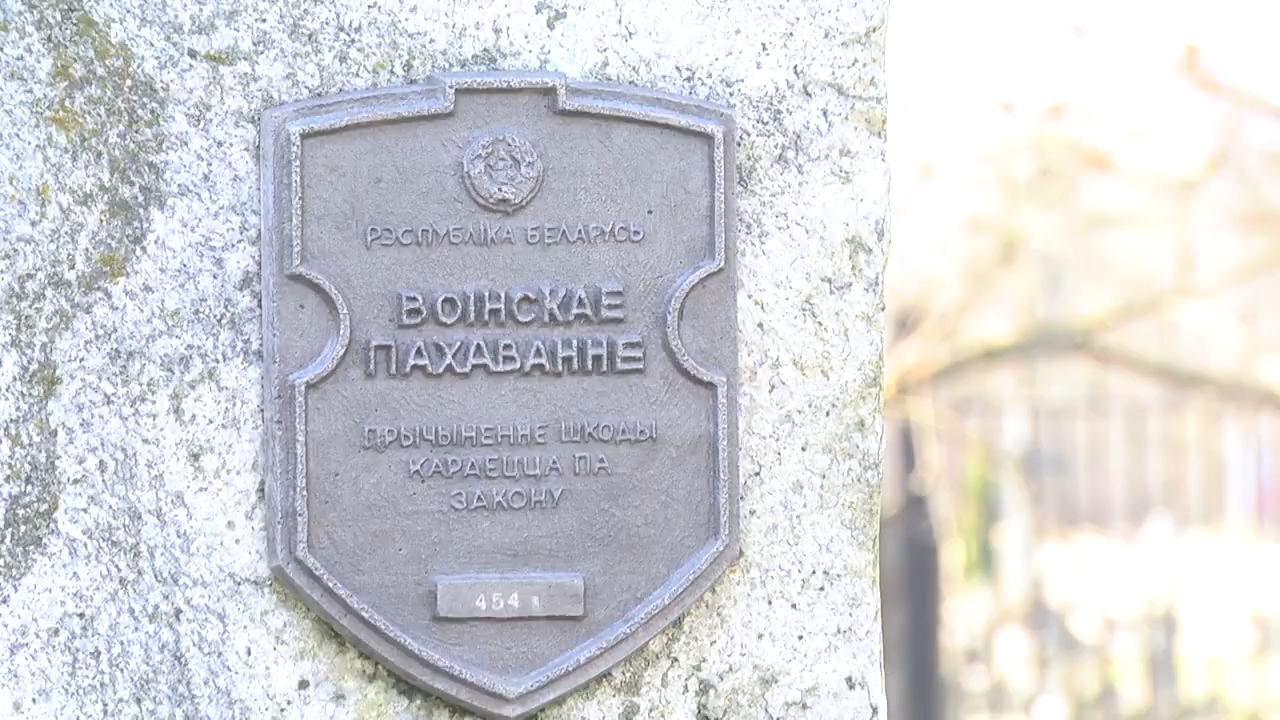 РЭСПУБЛІКА БЕЛАРУСЬ
ВОІНСКАЕ
ПАХАВАННЕ
ПРЫЧЫНЕННЕ ШКОДЫ
КАРАЕЦЦА ПА
ЗАКОНУ
454